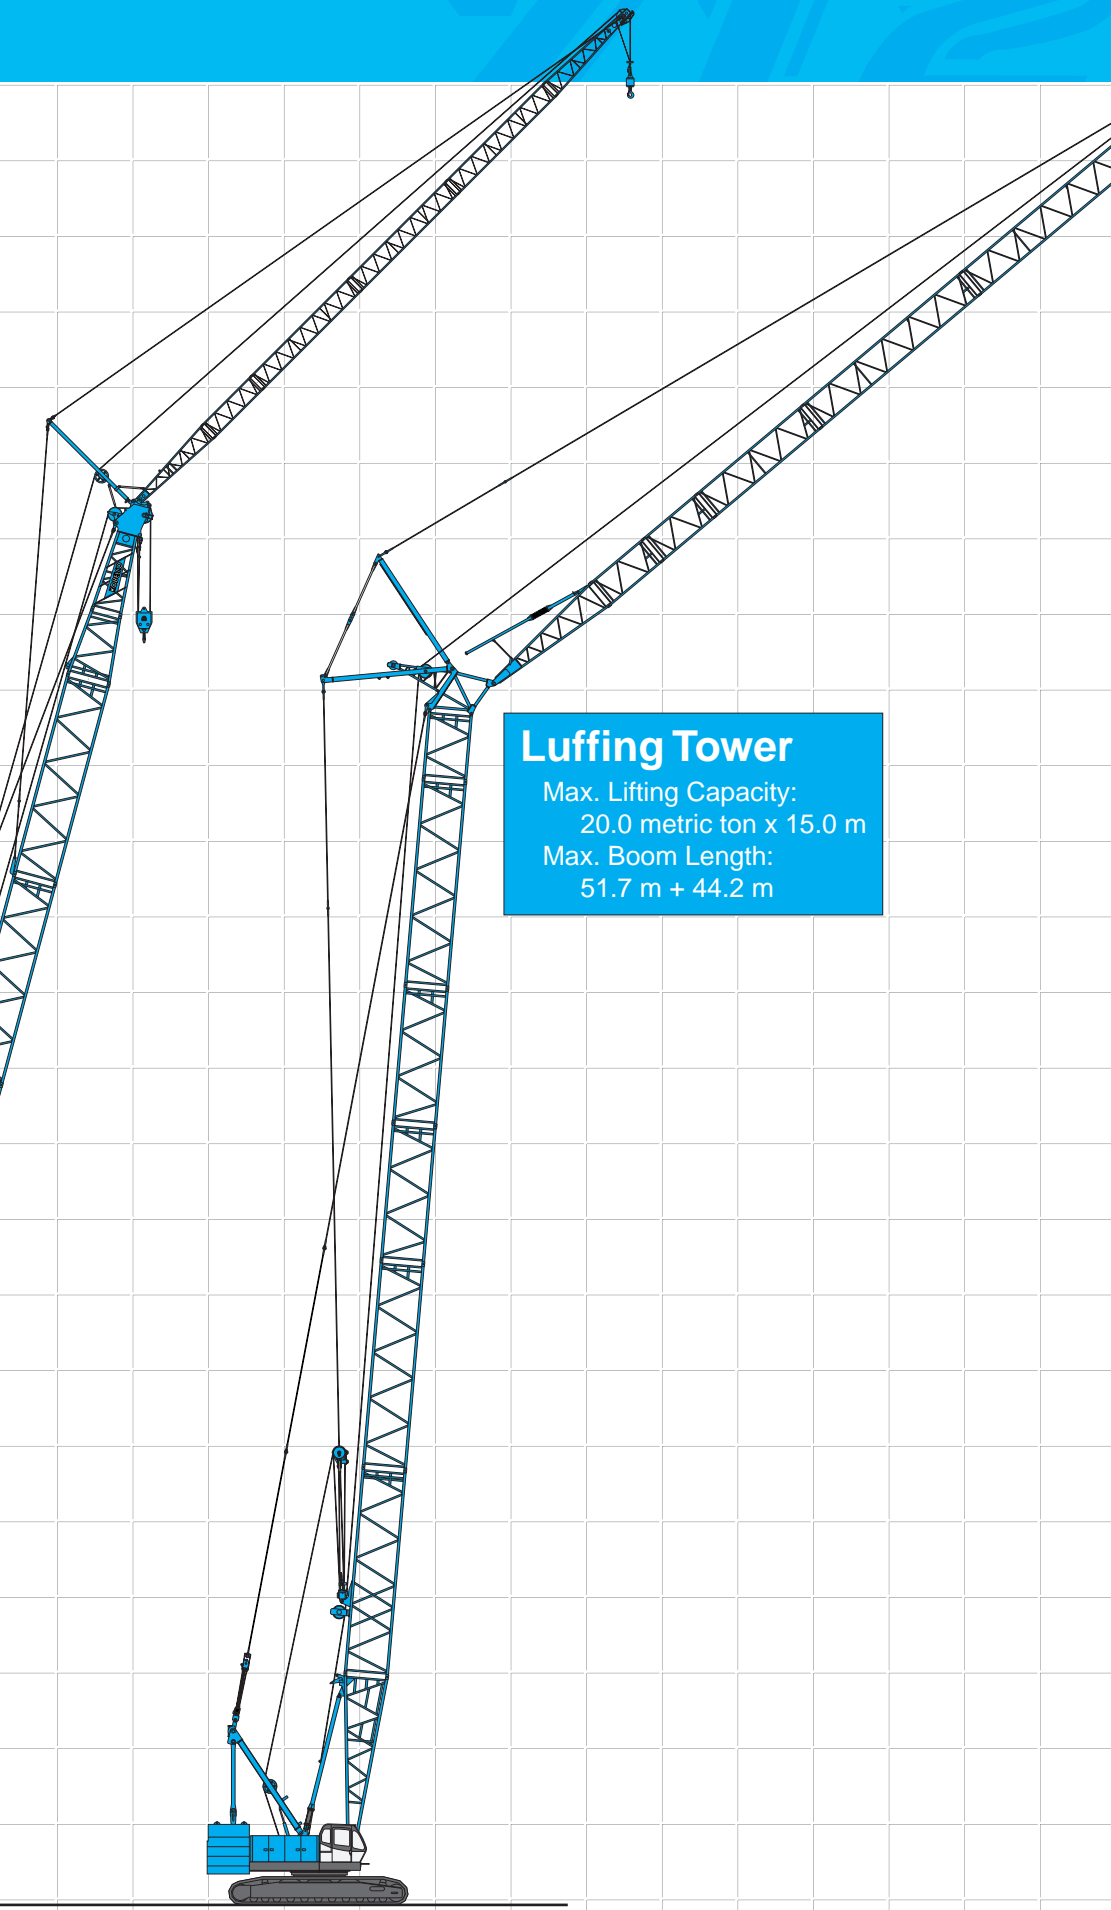 Luffing Tower
Max. Lifting Capacity:
20.0 metric ton x 15.0 m
Max. Boom Length:
51.7 m + 44.2 m